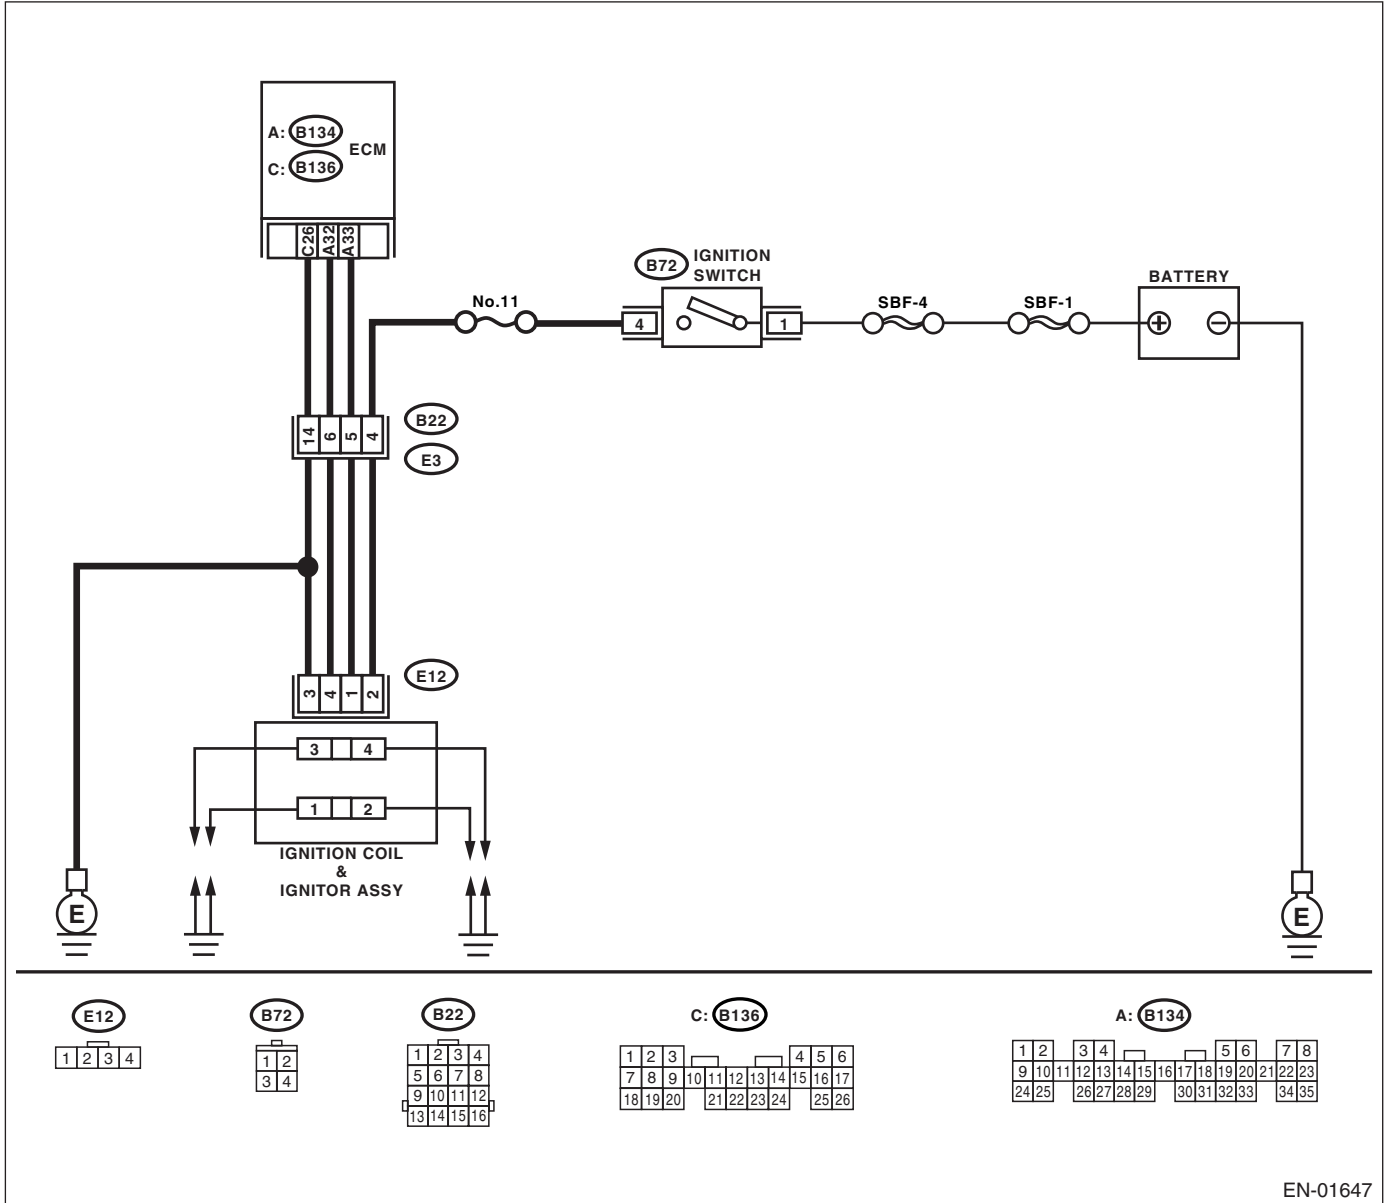 A: B134
ECM
C: B136
C26 A32 A33
B72 IGNITION
SWITCH
BATTERY
No.11
SBF-4
SBF-1
4
1
+
−
14 6 5 4
B22
E3
E12
3 4 1 2
3 4
1 2
IGNITION COIL
&
IGNITOR ASSY
E
E
E12
1 2 3 4
B72
1 2
3 4
B22
1 2 3 4
5 6 7 8
9 10 11 12
13 14 15 16
C: B136
1 2 3 4 5 6
7 8 9 10 11 12 13 14 15 16 17
18 19 20 21 22 23 24 25 26
A: B134
1 2 3 4 5 6 7 8
9 10 11 12 13 14 15 16 17 18 19 20 21 22 23
24 25 26 27 28 29 30 31 32 33 34 35
EN-01647